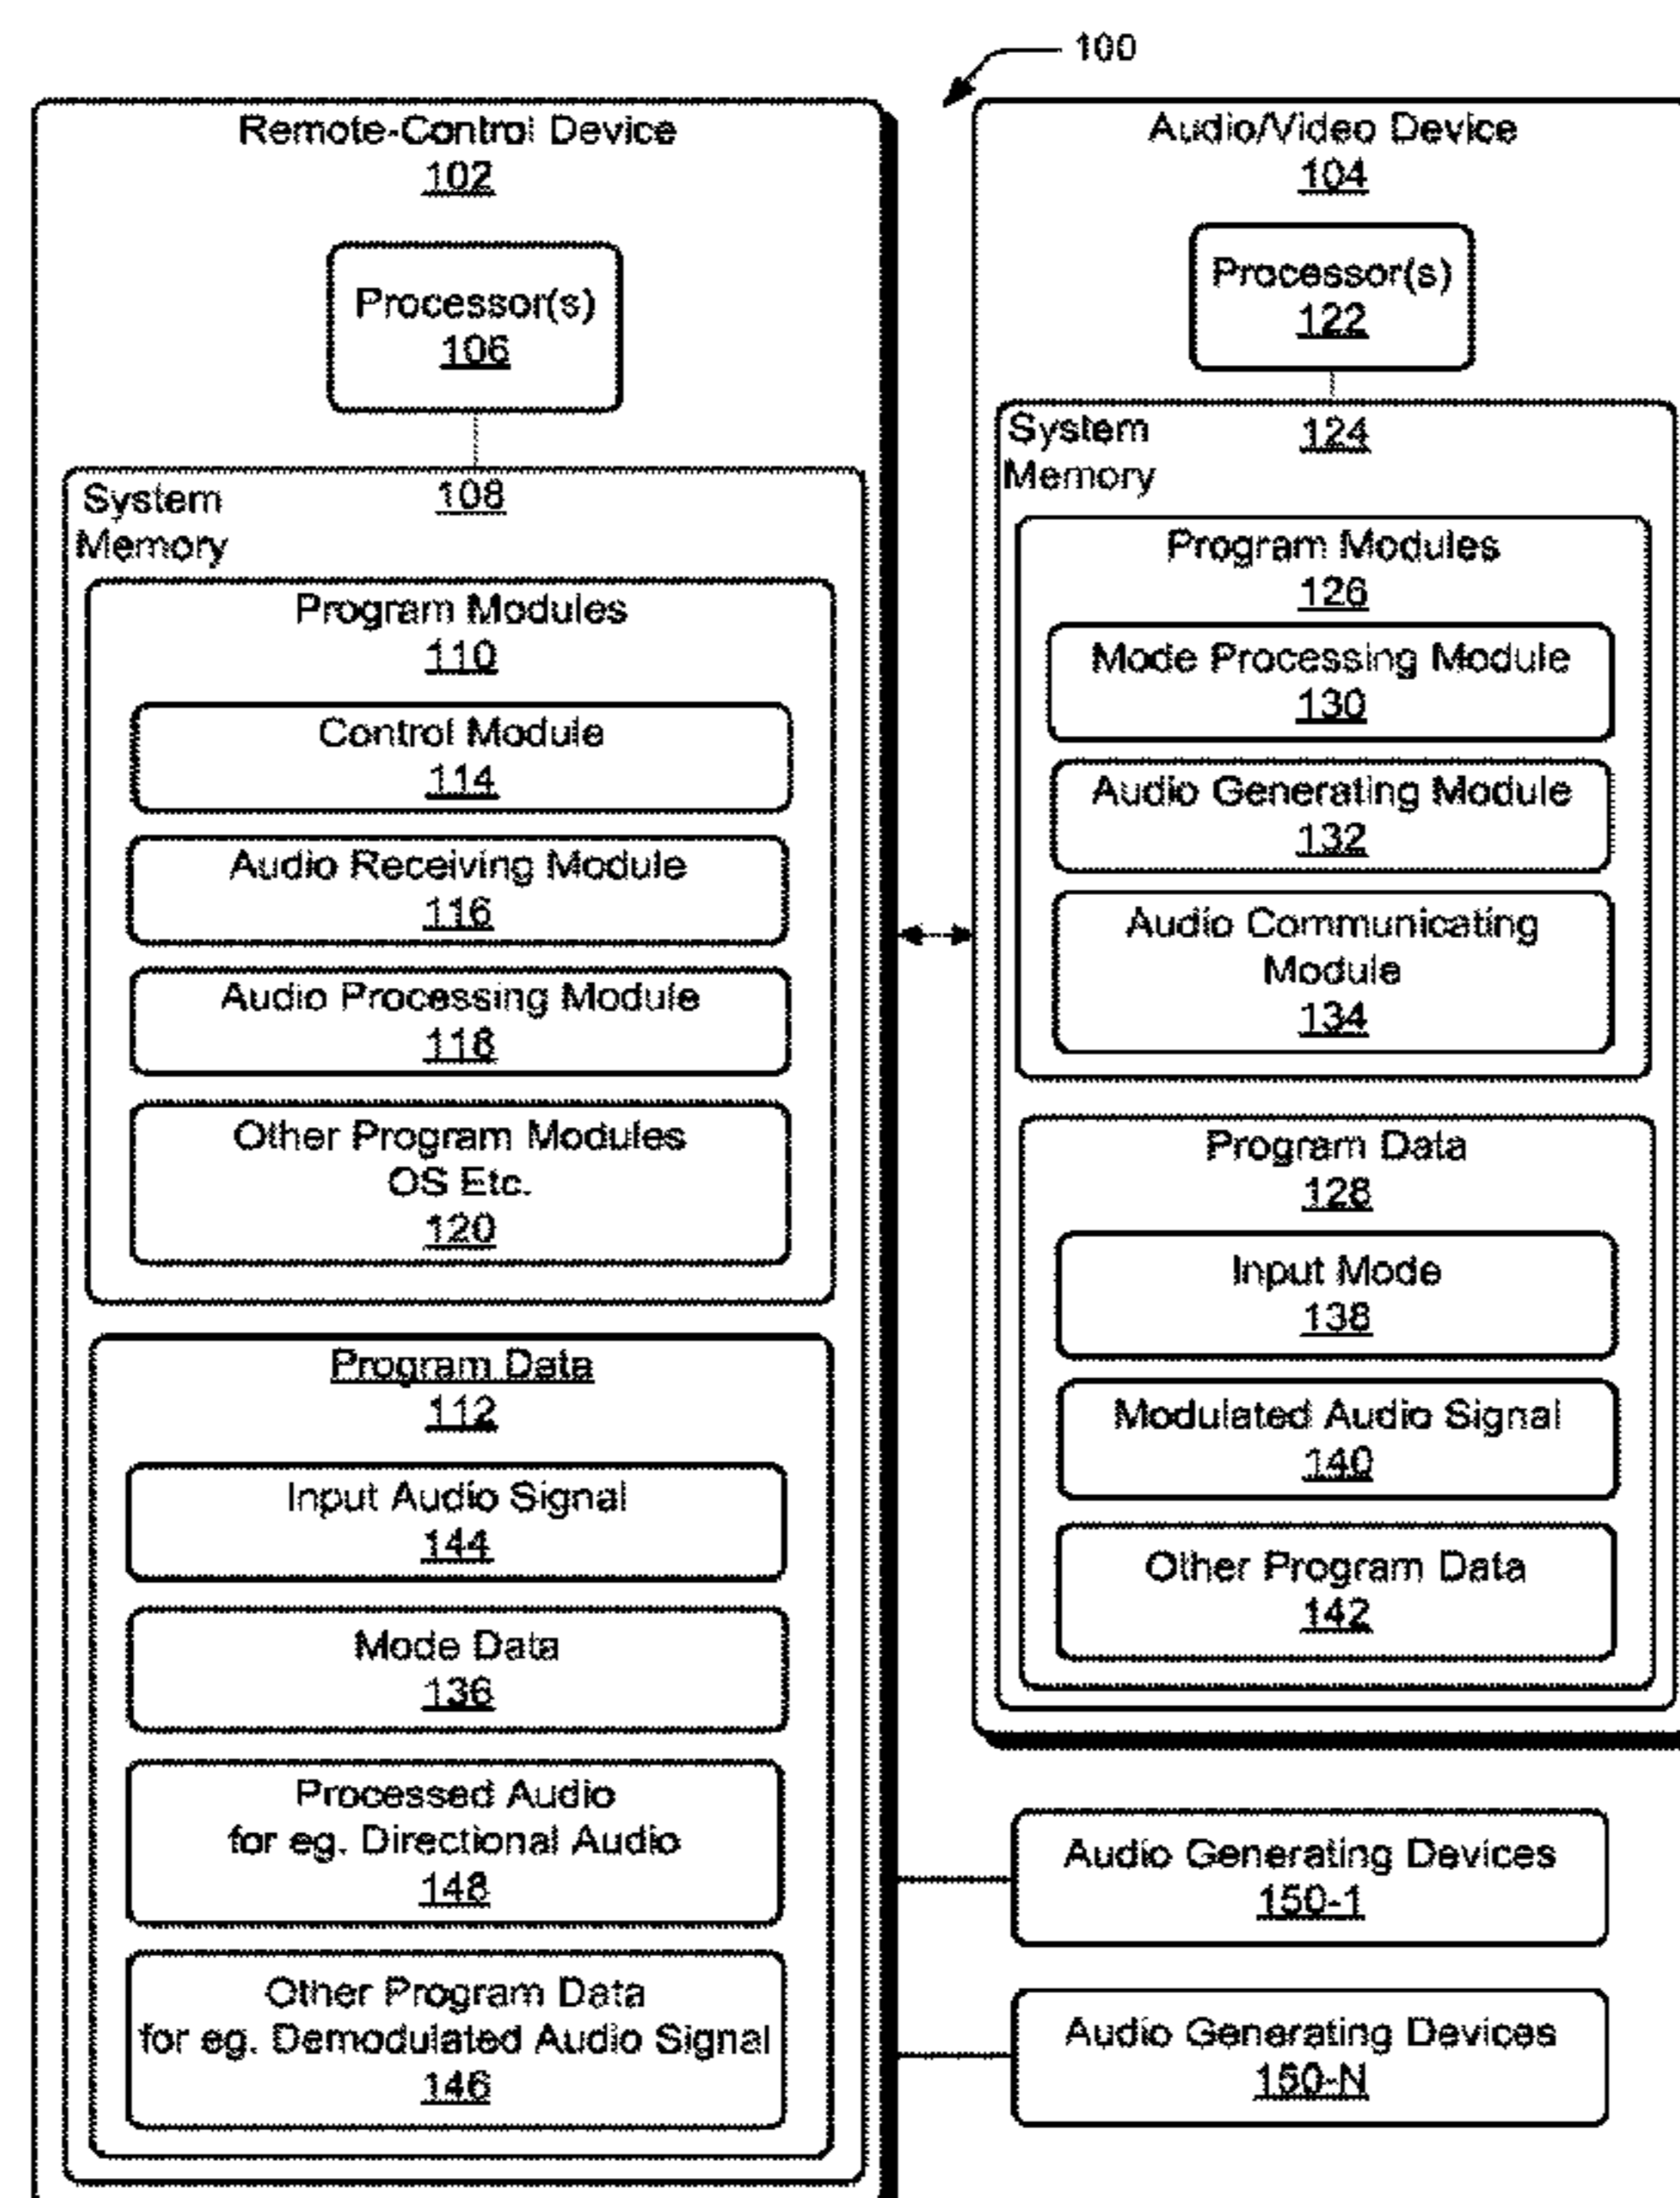 100
Remote-Control Device
102
Processor(s)
106
System
Memory
108
Program Modules
110
Control Module
114
Audio Receiving Module
116
Audio Processing Module
118
Other Program Modules
OS Etc.
120
Program Data
112
Input Audio Signal
144
Mode Data
136
Processed Audio
for eg. Directional Audio
148
Other Program Data
for eg. Demodulated Audio Signal
146
Audio/Video Device
104
Processor(s)
122
System
Memory
124
Program Modules
126
Mode Processing Module
130
Audio Generating Module
132
Audio Communicating
Module
134
Program Data
128
Input Mode
138
Modulated Audio Signal
140
Other Program Data
142
Audio Generating Devices
150-1
Audio Generating Devices
150-N